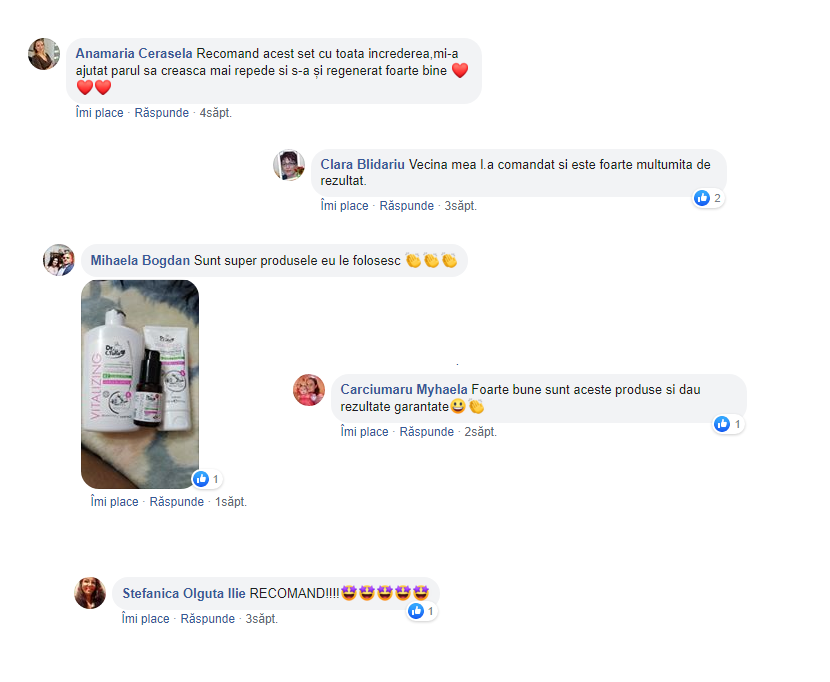 Anamaria Cerasela Recomand acest set cu toata increderea,mi-a
ajutat parul sa creasca mai repede si s-a și regenerat foarte bine ❤️
❤️❤️
Îmi place · Răspunde · 4săpt.
Clara Blidariu Vecina mea l.a comandat si este foarte multumita de
rezultat.
2
Îmi place · Răspunde · 3săpt.
Mihaela Bogdan Sunt super produsele eu le folosesc 👏👏👏
Dr.
C.Tuna
VITALIZING
1
Îmi place · Răspunde · 1săpt.
Carciumaru Myhaela Foarte bune sunt aceste produse si dau
rezultate garantate😃👏
1
Îmi place · Răspunde · 2săpt.
Stefanica Olguta Ilie RECOMAND!!!!🤩🤩🤩🤩🤩
1
Îmi place · Răspunde · 3săpt.